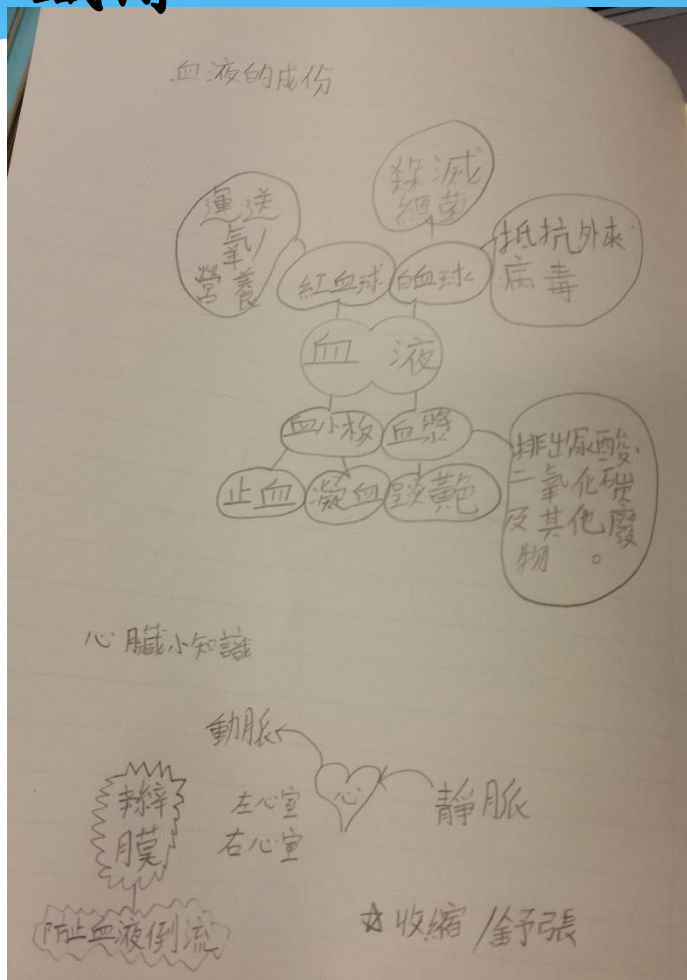 血液的成份
殺滅
細菌
運送
氧/
營養
抵抗外來
病毒
紅血球
白血球
血 液
血小板
血漿
止血
凝血
呈淡黃色
排出尿酸、
二氧化碳
及其他廢
物。
心臟小知識
動脈
心
靜脈
瓣
膜
左心室
右心室
防止血液倒流
☆收縮/舒張